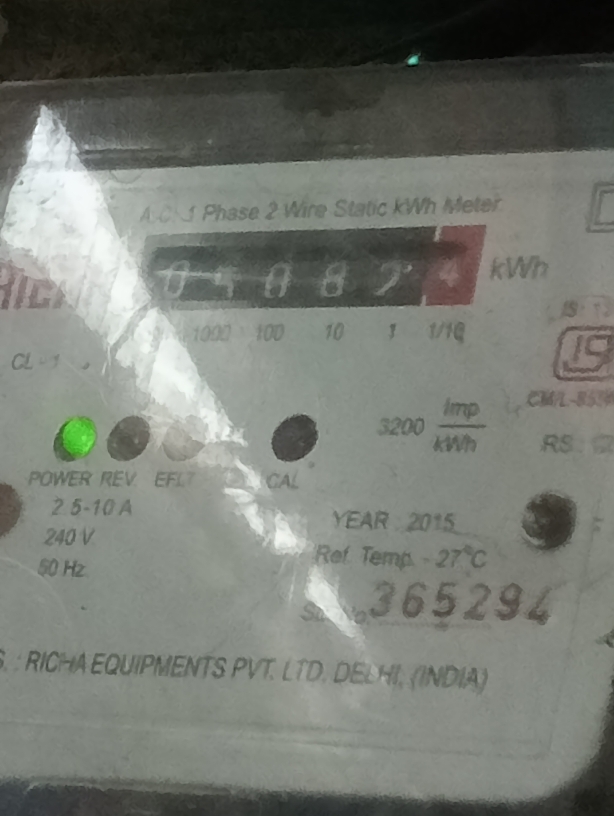 A.C. 1 Phase 2 Wire Static kWh Meter
kWh
1000 100 10 1 1/10
CL - 1
3200 Imp
kWh
POWER REV EFLT CAL
2.5-10 A
240 V
50 Hz
YEAR : 2015
Ref. Temp. - 27°C
365294
RICHA EQUIPMENTS PVT. LTD. DELHI, (INDIA)